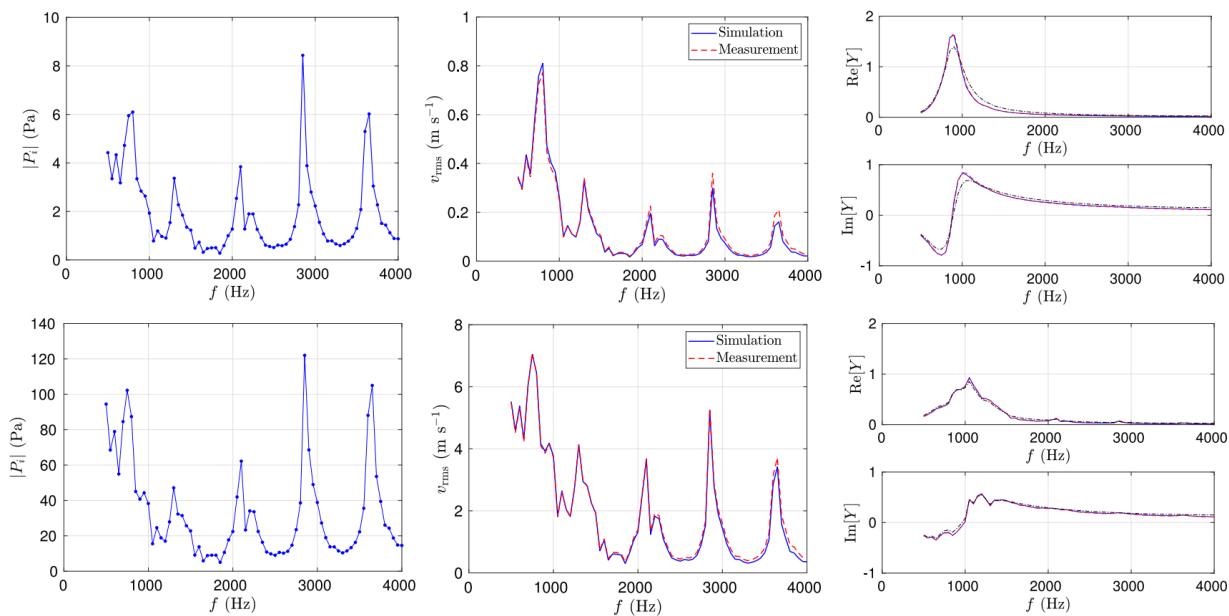 10
8
6
4
2
0
|P_i| (Pa)
0 1000 2000 3000 4000
f (Hz)
1
0.8
0.6
0.4
0.2
0
v_rms (m s⁻¹)
Simulation
Measurement
0 1000 2000 3000 4000
f (Hz)
2
1
0
Re[Y]
0 1000 2000 3000 4000
f (Hz)
1
0
-1
Im[Y]
0 1000 2000 3000 4000
f (Hz)
140
120
100
80
60
40
20
0
|P_i| (Pa)
0 1000 2000 3000 4000
f (Hz)
8
6
4
2
0
v_rms (m s⁻¹)
Simulation
Measurement
0 1000 2000 3000 4000
f (Hz)
2
1
0
Re[Y]
0 1000 2000 3000 4000
f (Hz)
1
0
-1
Im[Y]
0 1000 2000 3000 4000
f (Hz)